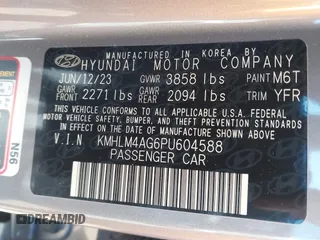 MANUFACTURED IN KOREA BY
HYUNDAI MOTOR COMPANY
JUN/12/23 GVWR 3858 lbs PAINT M6T
GAWR FRONT 2271 lbs GAWR REAR 2094 lbs TRIM YFR
THIS VEHICLE CONFORMS TO ALL APPLICABLE
U.S.A. FEDERAL MOTOR VEHICLE SAFETY,
BUMPER, AND THEFT PREVENTION STANDARDS
IN EFFECT ON THE DATE OF MANUFACTURE
SHOWN ABOVE.
V.I.N KMHLM4AG6PU604588
PASSENGER CAR
N56
DREAMBID